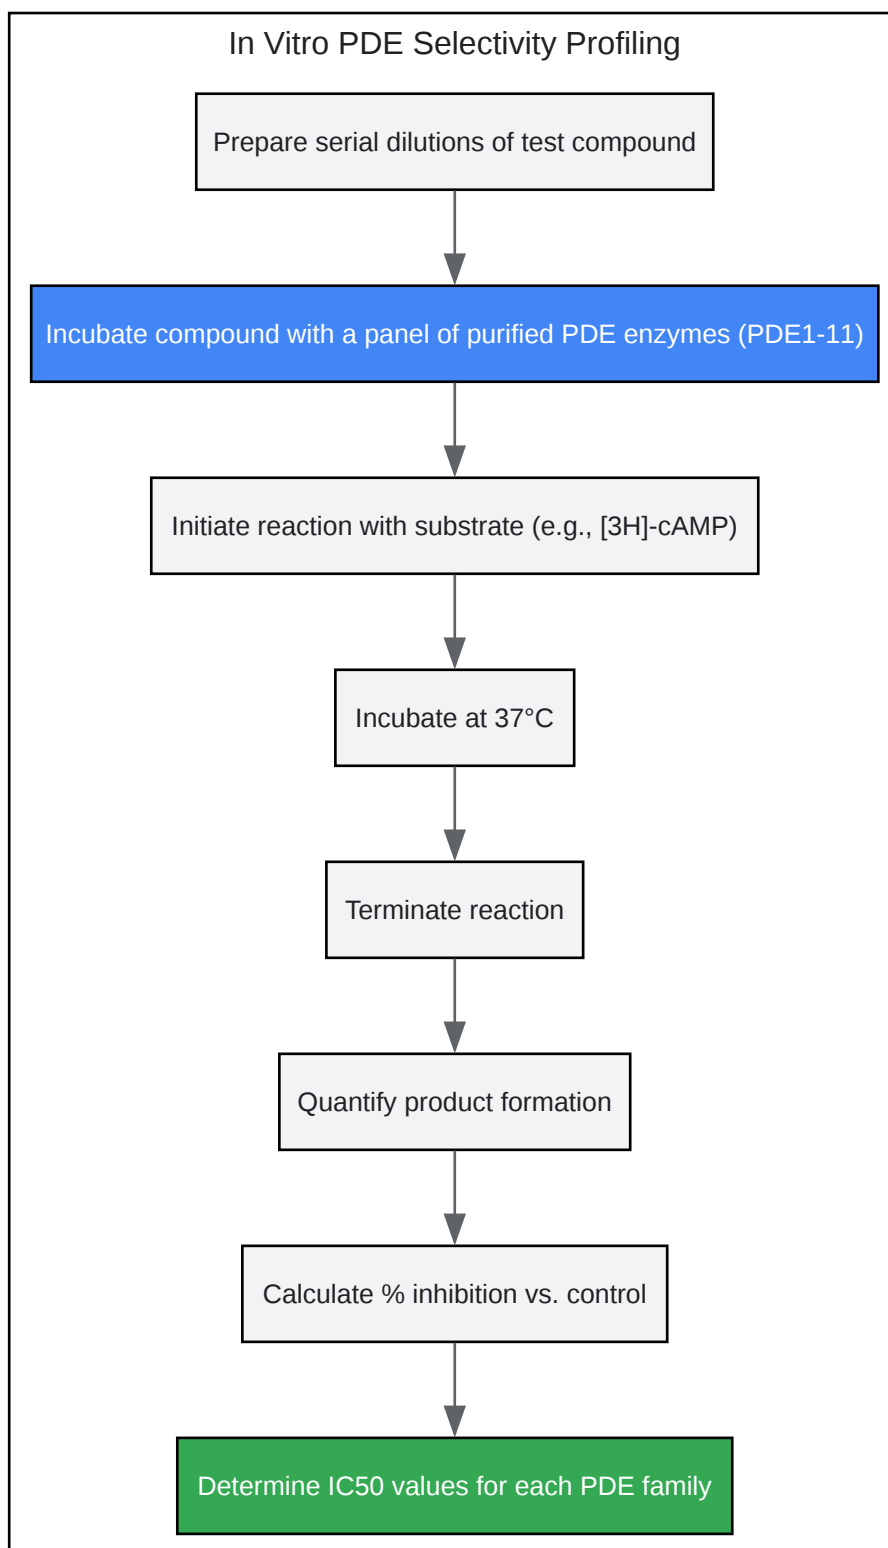 In Vitro PDE Selectivity Profiling
Prepare serial dilutions of test compound
Incubate compound with a panel of purified PDE enzymes (PDE1-11)
Initiate reaction with substrate (e.g., [3H]-cAMP)
Incubate at 37°C
Terminate reaction
Quantify product formation
Calculate % inhibition vs. control
Determine IC50 values for each PDE family